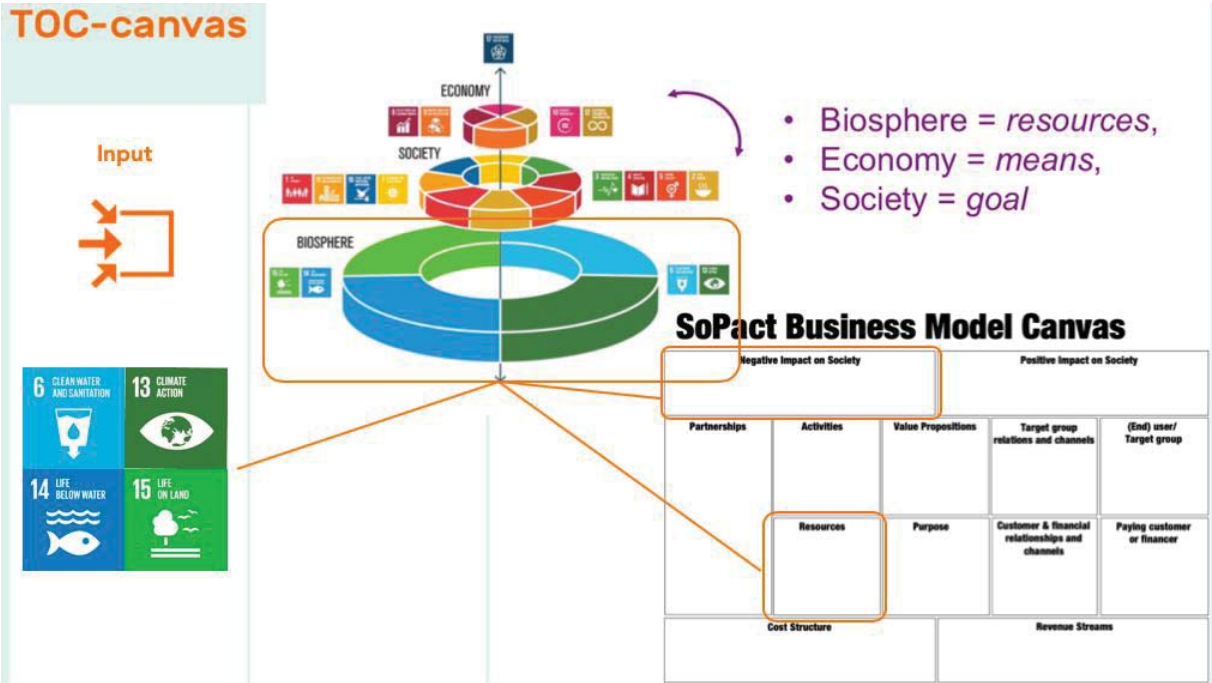 TOC-canvas
Input
ECONOMY
SOCIETY
BIOSPHERE
• Biosphere = resources,
• Economy = means,
• Society = goal
6 CLEAN WATER
AND SANITATION
13 CLIMATE
ACTION
14 LIFE
BELOW WATER
15 LIFE
ON LAND
SoPact Business Model Canvas
Negative Impact on Society
Positive Impact on Society
Partnerships
Activities
Value Propositions
Target group
relations and channels
(End) user/
Target group
Resources
Purpose
Customer & financial
relationships and
channels
Paying customer
or financer
Cost Structure
Revenue Streams